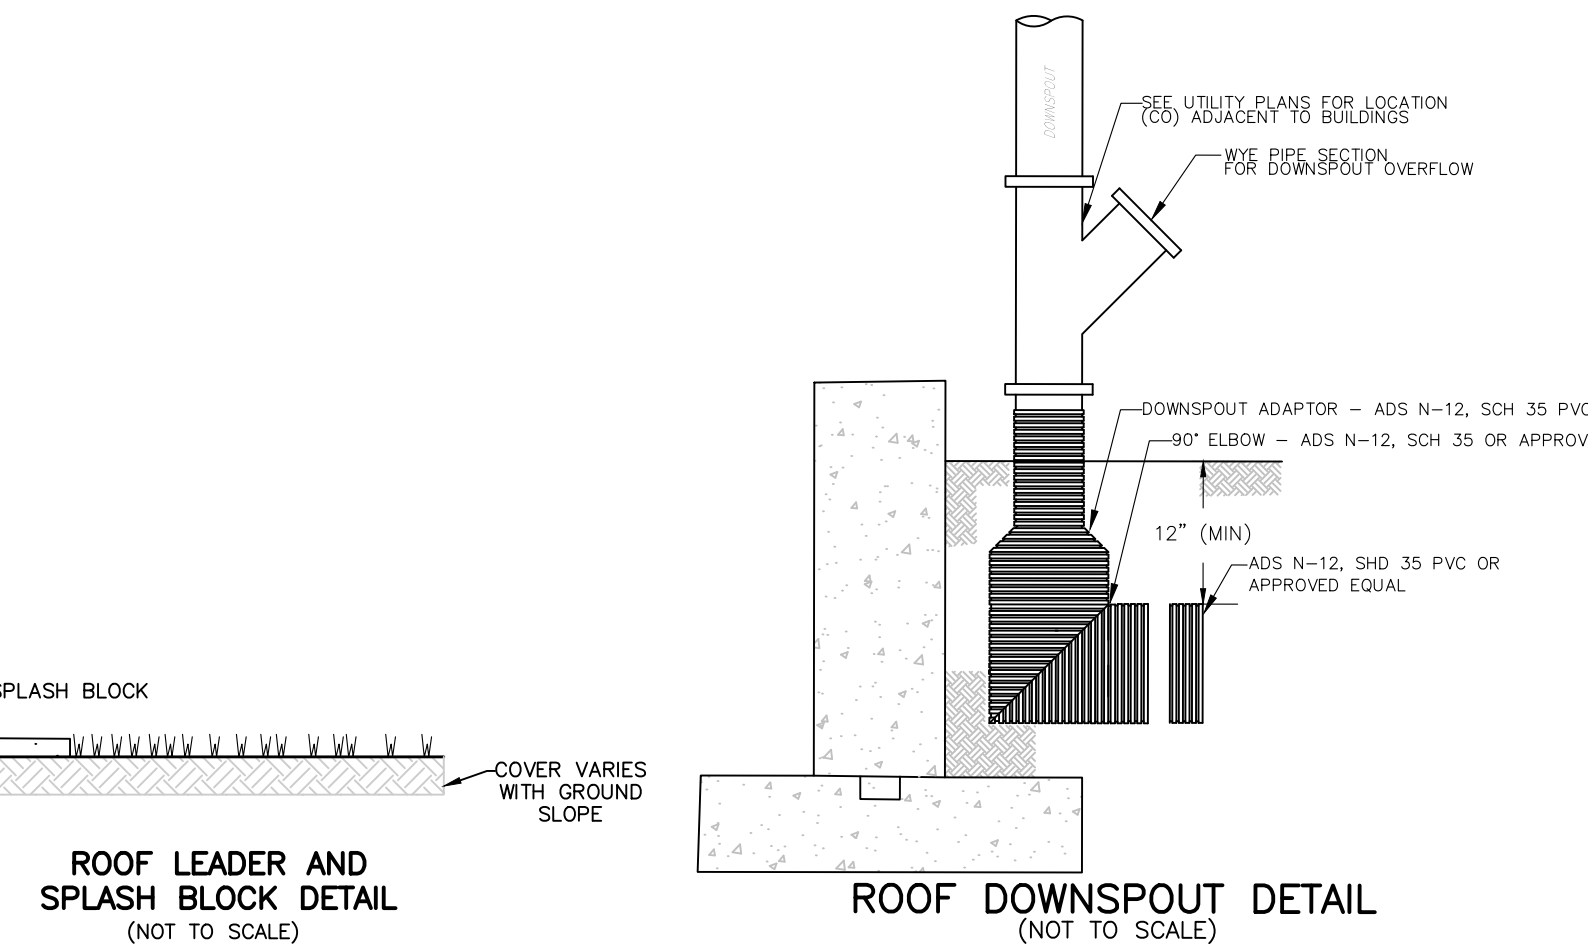 DOWNSPOUT
SEE UTILITY PLANS FOR LOCATION
(CO) ADJACENT TO BUILDINGS
WYE PIPE SECTION
FOR DOWNSPOUT OVERFLOW
DOWNSPOUT ADAPTOR – ADS N–12, SCH 35 PVC
90° ELBOW – ADS N–12, SCH 35 OR
12" (MIN)
ADS N–12, SHD 35 PVC OR
APPROVED EQUAL
SPLASH BLOCK
COVER VARIES
WITH GROUND
SLOPE
ROOF LEADER AND
SPLASH BLOCK DETAIL
(NOT TO SCALE)
ROOF DOWNSPOUT DETAIL
(NOT TO SCALE)